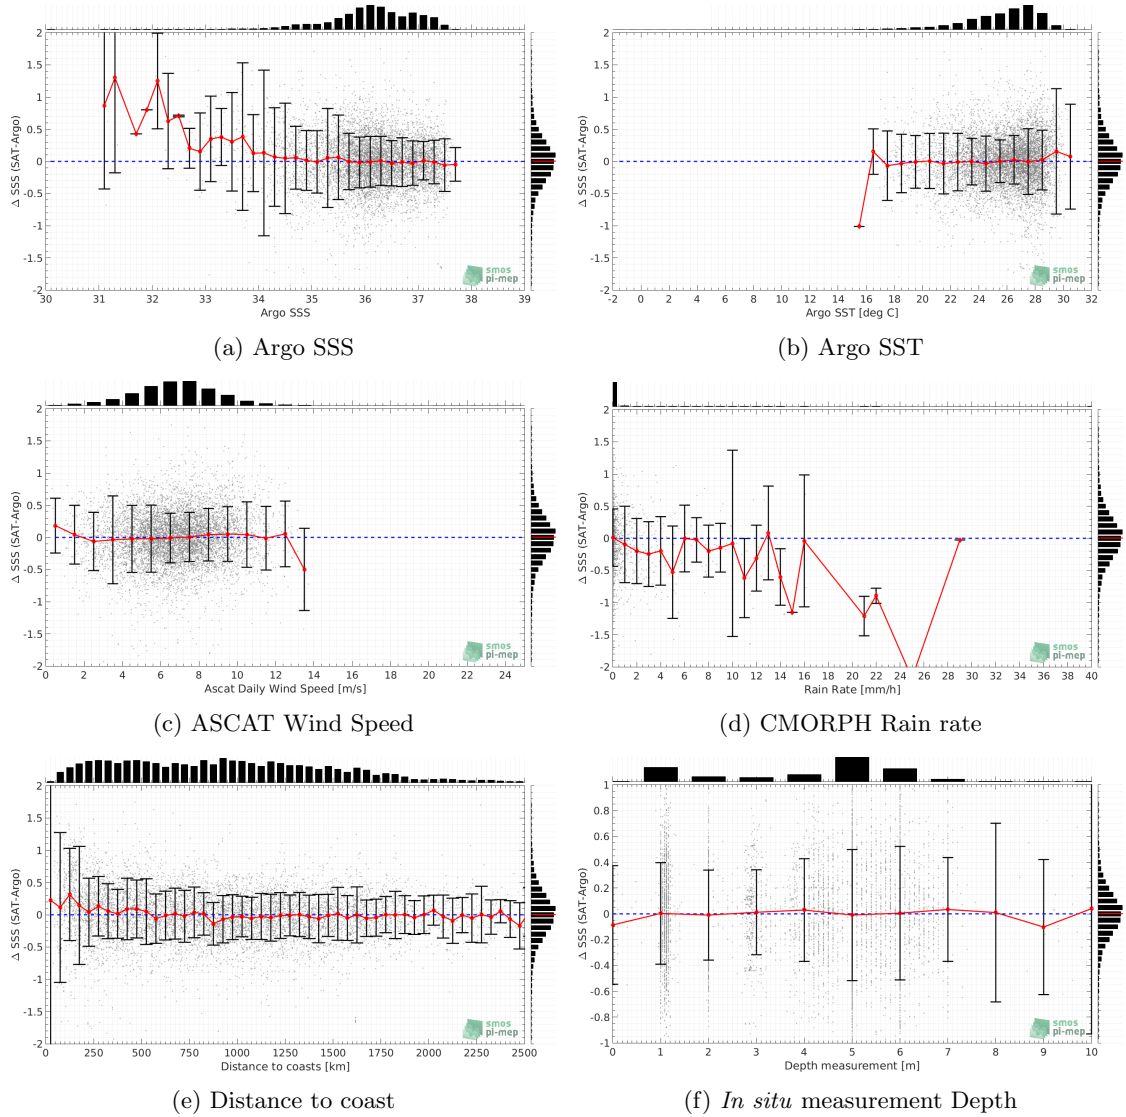 2
1.5
1
0.5
0
-0.5
-1
-1.5
-2
Δ SSS (SAT-Argo)
30 31 32 33 34 35 36 37 38 39
Argo SSS
smos
pi-mep
(a) Argo SSS
2
1.5
1
0.5
0
-0.5
-1
-1.5
-2
Δ SSS (SAT-Argo)
-2 0 2 4 6 8 10 12 14 16 18 20 22 24 26 28 30 32
Argo SST [deg C]
smos
pi-mep
(b) Argo SST
2
1.5
1
0.5
0
-0.5
-1
-1.5
-2
Δ SSS (SAT-Argo)
0 2 4 6 8 10 12 14 16 18 20 22 24
Ascat Daily Wind Speed [m/s]
smos
pi-mep
(c) ASCAT Wind Speed
2
1.5
1
0.5
0
-0.5
-1
-1.5
-2
Δ SSS (SAT-Argo)
0 2 4 6 8 10 12 14 16 18 20 22 24 26 28 30 32 34 36 38 40
Rain Rate [mm/h]
smos
pi-mep
(d) CMORPH Rain rate
2
1.5
1
0.5
0
-0.5
-1
-1.5
-2
Δ SSS (SAT-Argo)
0 250 500 750 1000 1250 1500 1750 2000 2250 2500
Distance to coasts [km]
smos
pi-mep
(e) Distance to coast
1
0.8
0.6
0.4
0.2
0
-0.2
-0.4
-0.6
-0.8
-1
Δ SSS (SAT-Argo)
0 1 2 3 4 5 6 7 8 9 10
Depth measurement [m]
smos
pi-mep
(f) In situ measurement Depth